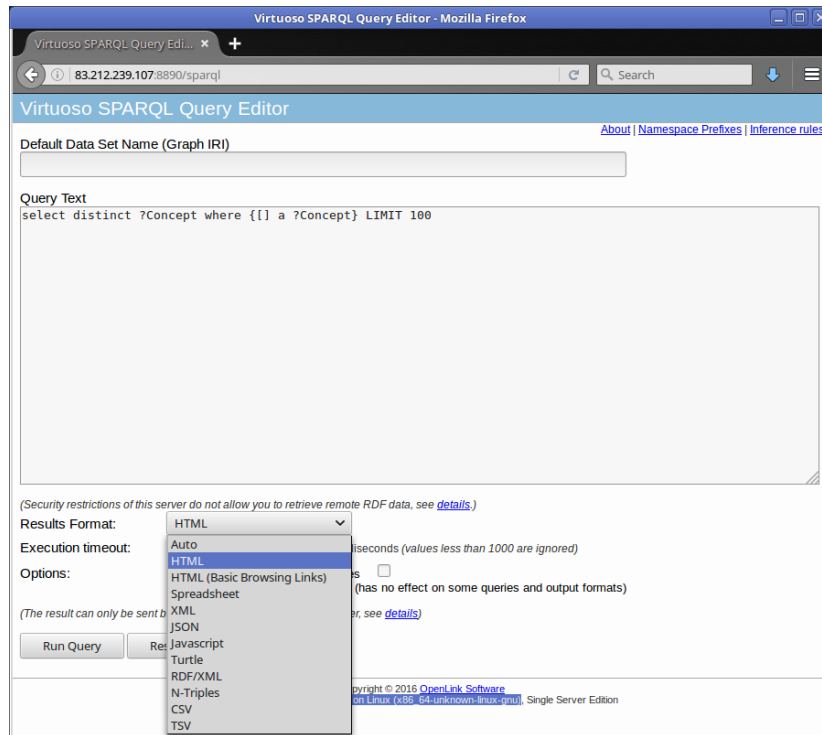 Virtuoso SPARQL Query Editor - Mozilla Firefox
Virtuoso SPARQL Query Edi...
83.212.239.107:8890/sparql
Search
Virtuoso SPARQL Query Editor
About | Namespace Prefixes | Inference rules
Default Data Set Name (Graph IRI)
Query Text
select distinct ?Concept where {[] a ?Concept} LIMIT 100
(Security restrictions of this server do not allow you to retrieve remote RDF data, see details.)
Results Format: HTML
Execution timeout: liseconds (values less than 1000 are ignored)
Options:
(has no effect on some queries and output formats)
(The result can only be sent b er, see details)
Run Query
Res
Auto
HTML
HTML (Basic Browsing Links)
Spreadsheet
XML
JSON
Javascript
Turtle
RDF/XML
N-Triples
CSV
TSV
pyright © 2016 OpenLink Software
on Linux (x86_64-unknown-linux-gnu), Single Server Edition